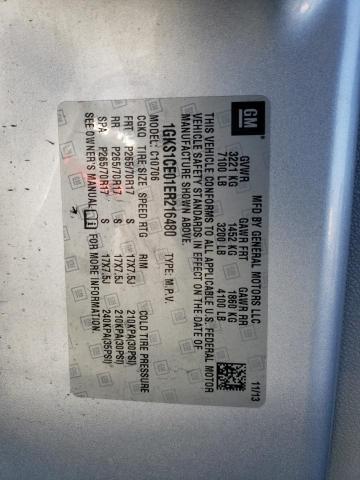 GM
MFD BY GENERAL MOTORS LLC 11/13
GVWR GAWR FRT GAWR RR
3221 KG 1452 KG 1860 KG
7100 LB 3200 LB 4100 LB
THIS VEHICLE CONFORMS TO ALL APPLICABLE U.S. FEDERAL MOTOR
VEHICLE SAFETY STANDARDS IN EFFECT ON THE DATE OF
MANUFACTURE SHOWN ABOVE.
1GKS1CE01ER216480 TYPE: M.P.V.
MODEL: C10706
CGKQ TIRE SIZE SPEED RTG RIM COLD TIRE PRESSURE
FRT P265/70R17 S 17X7.5J 210KPA(30PSI)
RR P265/70R17 S 17X7.5J 210KPA(30PSI)
SPA P265/70R17 S 17X7.5J 240KPA(35PSI)
SEE OWNER'S MANUAL FOR MORE INFORMATION